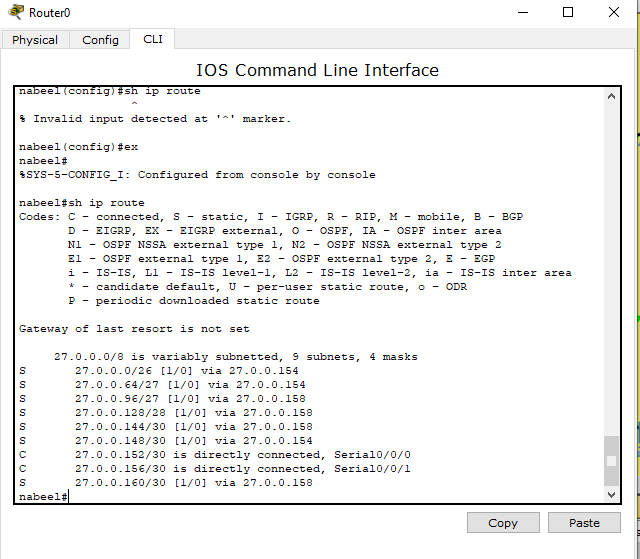 Router0
Physical Config CLI
IOS Command Line Interface
nabeel(config)#sh ip route
^
% Invalid input detected at '^' marker.
nabeel(config)#ex
nabeel#
%SYS-5-CONFIG_I: Configured from console by console
nabeel#sh ip route
Codes: C - connected, S - static, I - IGRP, R - RIP, M - mobile, B - BGP
D - EIGRP, EX - EIGRP external, O - OSPF, IA - OSPF inter area
N1 - OSPF NSSA external type 1, N2 - OSPF NSSA external type 2
E1 - OSPF external type 1, E2 - OSPF external type 2, E - EGP
i - IS-IS, L1 - IS-IS level-1, L2 - IS-IS level-2, ia - IS-IS inter area
* - candidate default, U - per-user static route, o - ODR
P - periodic downloaded static route
Gateway of last resort is not set
27.0.0.0/8 is variably subnetted, 9 subnets, 4 masks
S 27.0.0.0/26 [1/0] via 27.0.0.154
S 27.0.0.64/27 [1/0] via 27.0.0.154
S 27.0.0.96/27 [1/0] via 27.0.0.158
S 27.0.0.128/28 [1/0] via 27.0.0.158
S 27.0.0.144/30 [1/0] via 27.0.0.158
S 27.0.0.148/30 [1/0] via 27.0.0.154
C 27.0.0.152/30 is directly connected, Serial0/0/0
C 27.0.0.156/30 is directly connected, Serial0/0/1
S 27.0.0.160/30 [1/0] via 27.0.0.158
nabeel#
Copy Paste